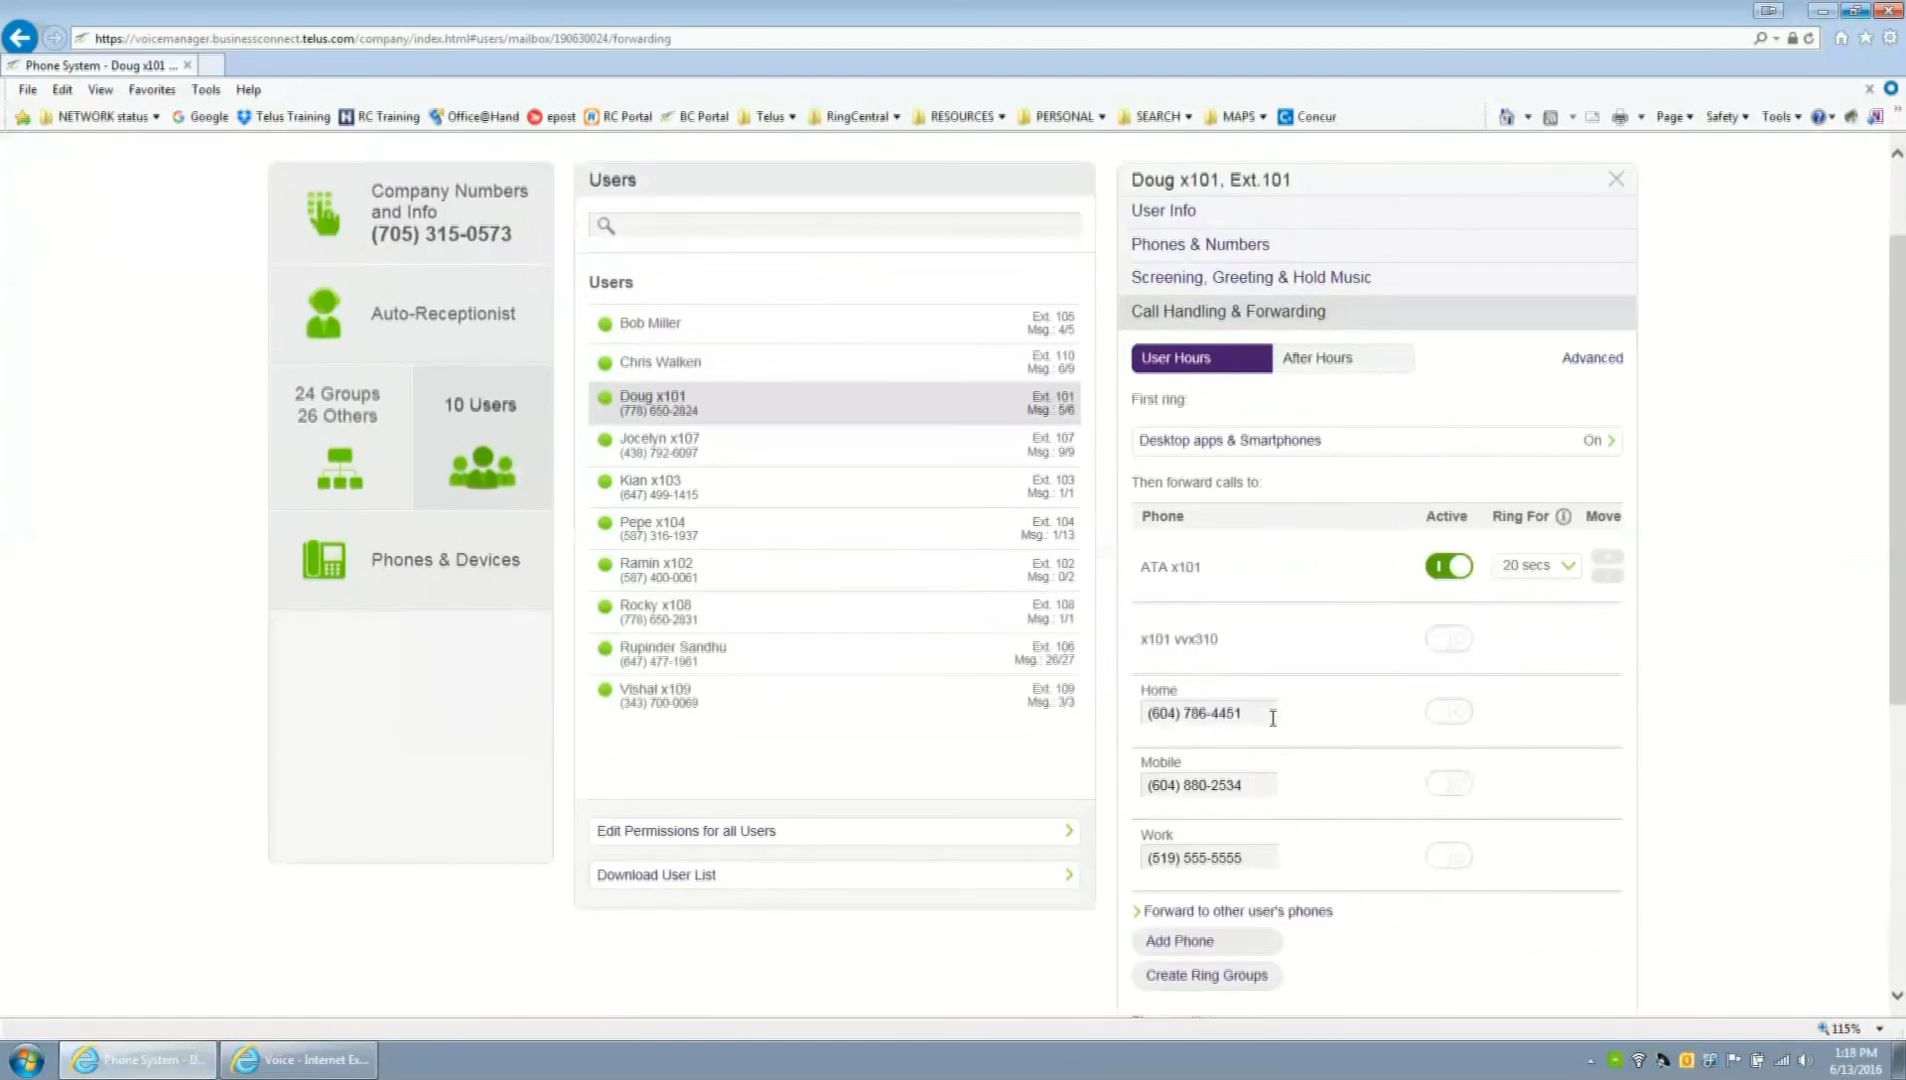 https://voicemanager.businessconnect.telus.com/company/index.html#users/mailbox/190630024/forwarding
Phone System - Doug x101 ...
File Edit View Favorites Tools Help
NETWORK status Google Telus Training RC Training Office@Hand epost RC Portal BC Portal Telus RingCentral RESOURCES PERSONAL SEARCH MAPS Concur Page Safety Tools
Company Numbers
and Info
(705) 315-0573
Auto-Receptionist
24 Groups
26 Others
10 Users
Phones & Devices
Users
Users
Bob Miller Ext. 105
Msg.: 4/5
Chris Walken Ext. 110
Msg.: 6/9
Doug x101 Ext. 101
(778) 650-2824 Msg.: 5/6
Jocelyn x107 Ext. 107
(438) 792-6097 Msg.: 9/9
Kian x103 Ext. 103
(647) 499-1415 Msg.: 1/1
Pepe x104 Ext. 104
(587) 316-1937 Msg.: 1/13
Ramin x102 Ext. 102
(587) 400-0061 Msg.: 0/2
Rocky x108 Ext. 108
(778) 650-2831 Msg.: 1/1
Rupinder Sandhu Ext. 106
(647) 477-1961 Msg.: 26/27
Vishal x109 Ext. 109
(343) 700-0069 Msg.: 3/3
Edit Permissions for all Users
Download User List
Doug x101, Ext.101
User Info
Phones & Numbers
Screening, Greeting & Hold Music
Call Handling & Forwarding
User Hours After Hours Advanced
First ring:
Desktop apps & Smartphones On
Then forward calls to:
Phone Active Ring For Move
ATA x101 20 secs
x101 vvx310
Home
(604) 786-4451
Mobile
(604) 880-2534
Work
(519) 555-5555
Forward to other user's phones
Add Phone
Create Ring Groups
115%
Phone System - D...
Voice - Internet Ex...
1:18 PM
6/13/2016